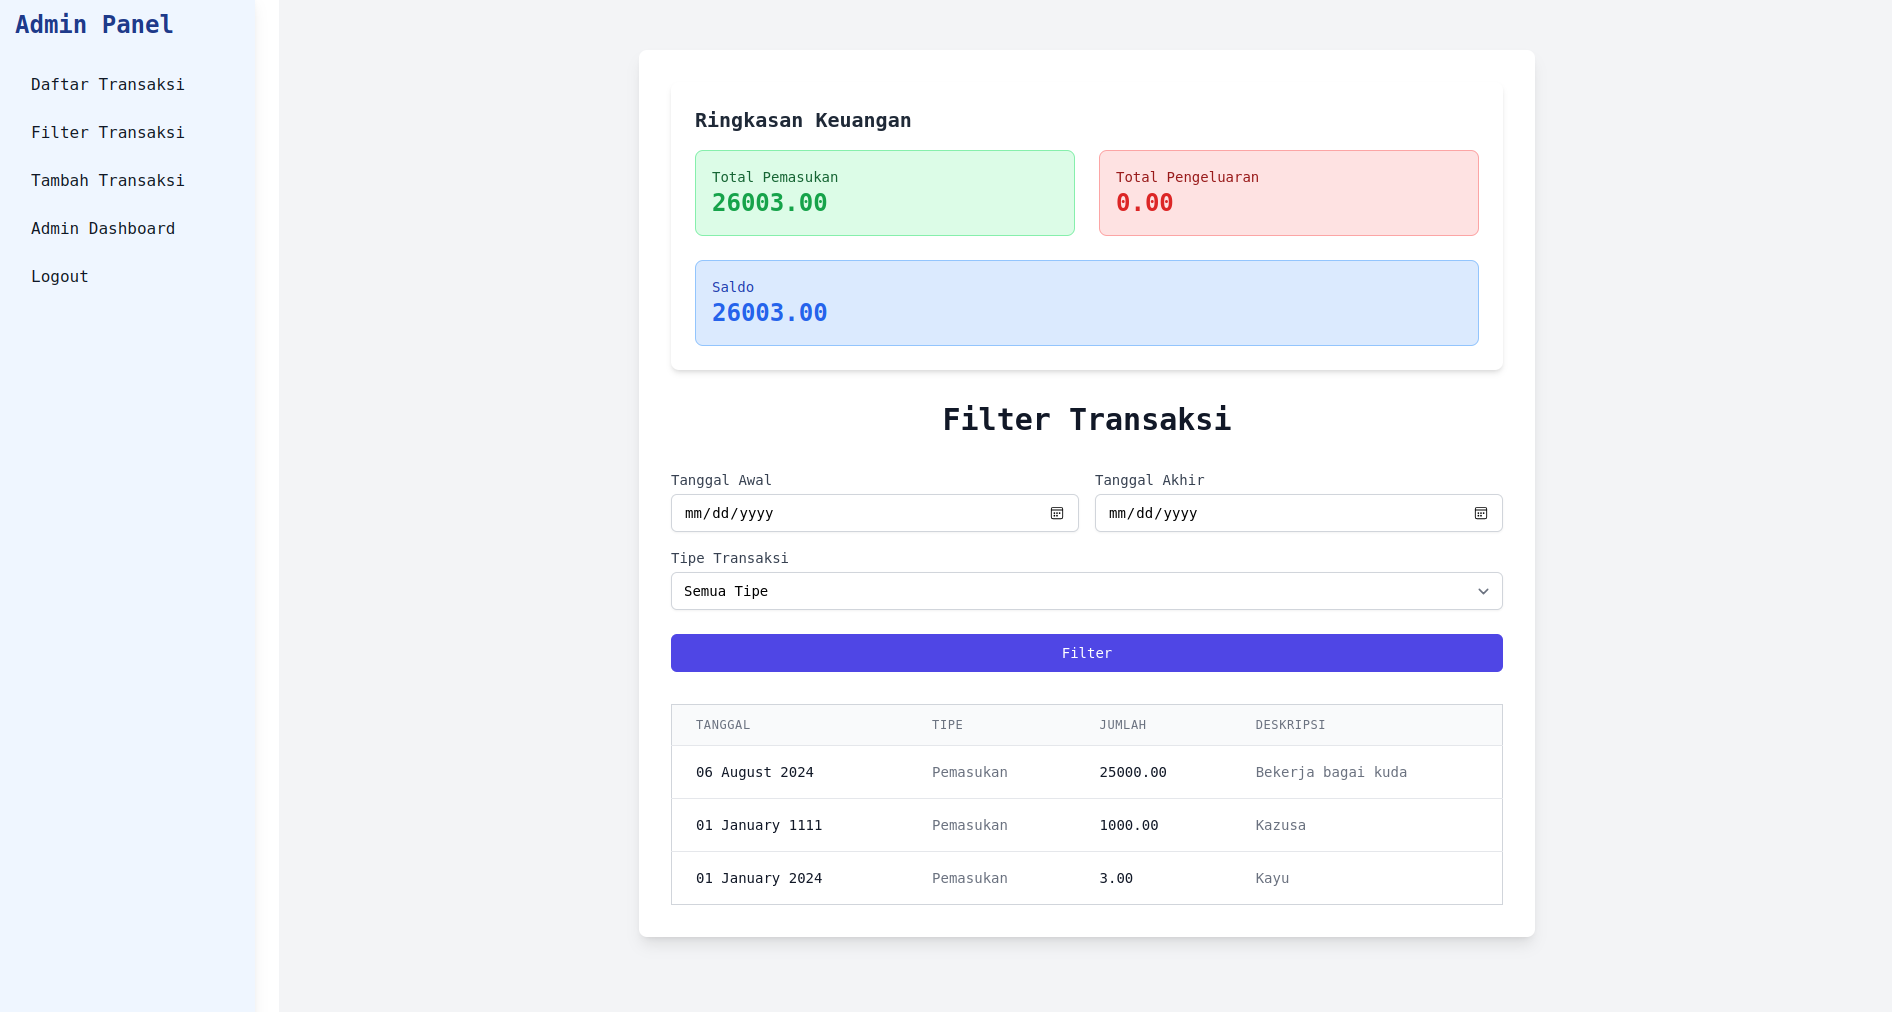 Admin Panel
Daftar Transaksi
Filter Transaksi
Tambah Transaksi
Admin Dashboard
Logout
Ringkasan Keuangan
Total Pemasukan
26003.00
Total Pengeluaran
0.00
Saldo
26003.00
Filter Transaksi
Tanggal Awal
Tanggal Akhir
mm/dd/yyyy
mm/dd/yyyy
Tipe Transaksi
Semua Tipe
Filter
TANGGAL TIPE JUMLAH DESKRIPSI
06 August 2024 Pemasukan 25000.00 Bekerja bagai kuda
01 January 1111 Pemasukan 1000.00 Kazusa
01 January 2024 Pemasukan 3.00 Kayu